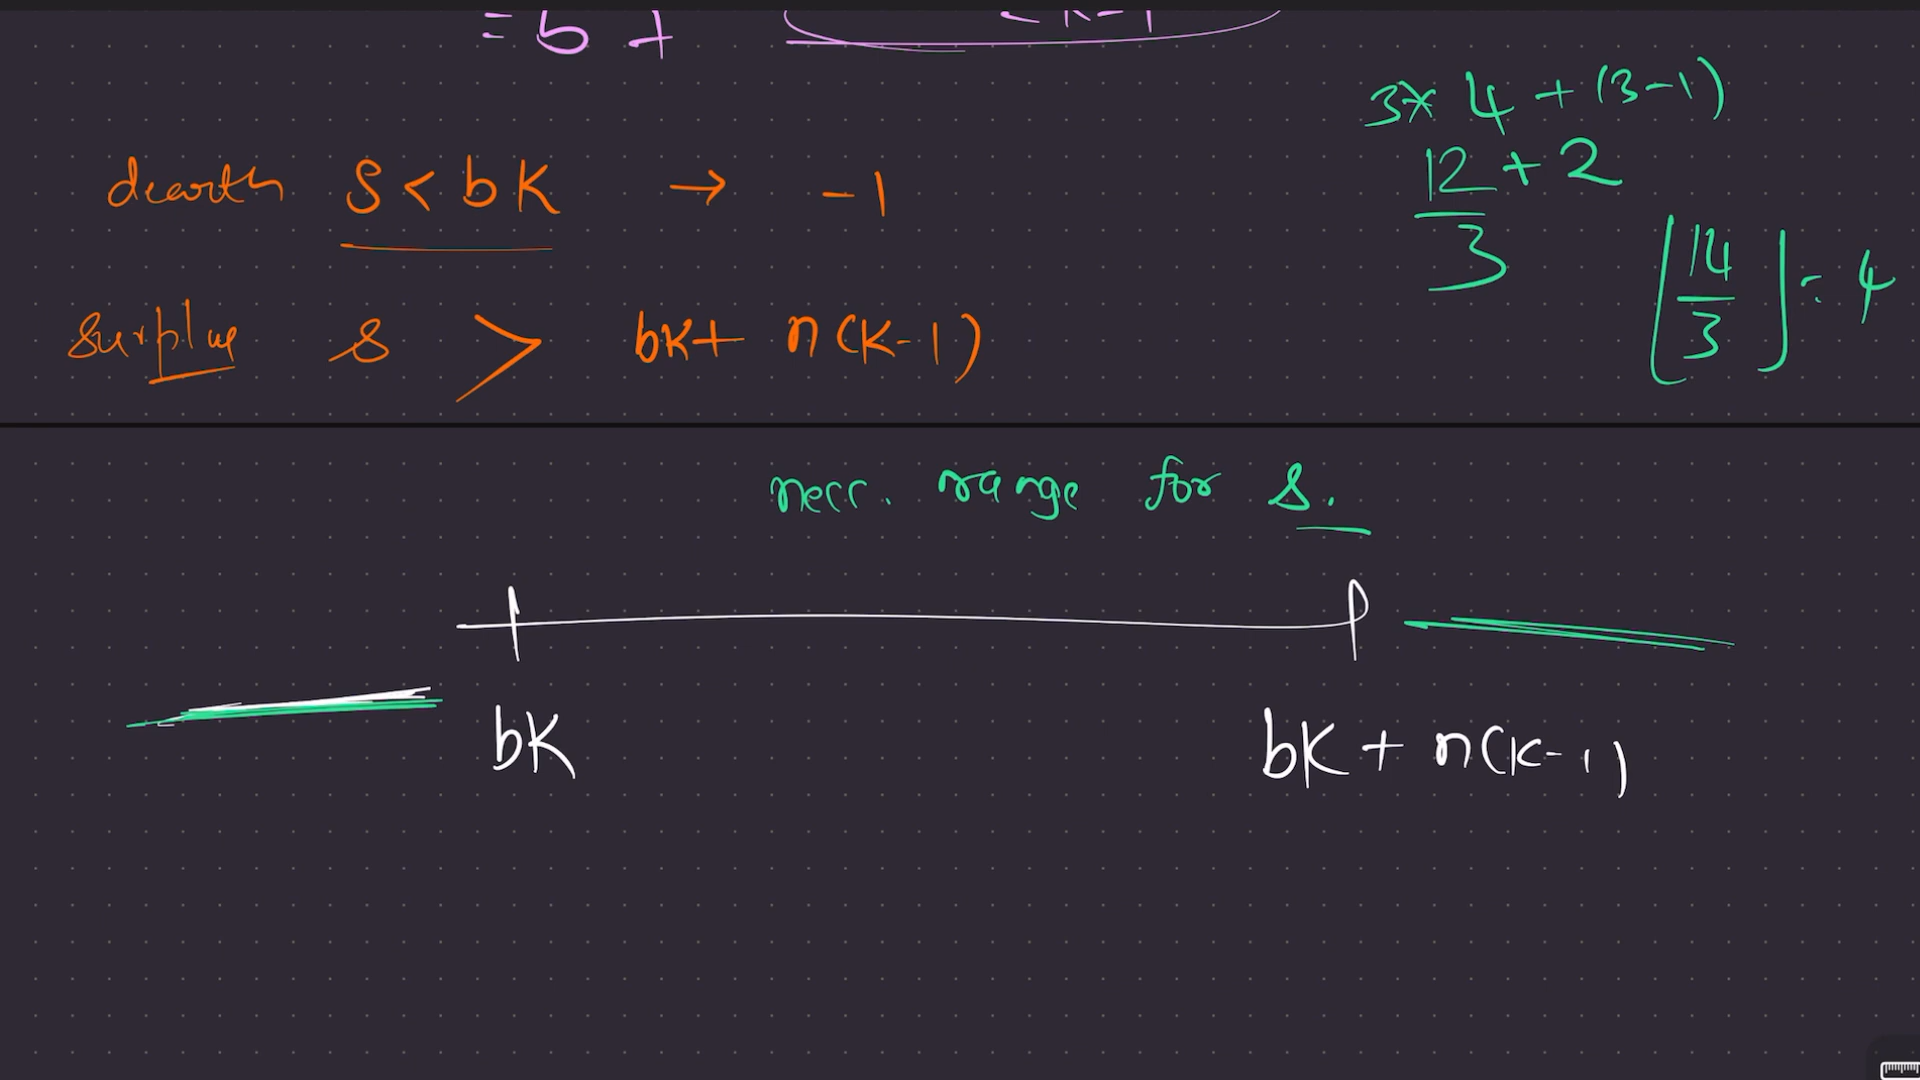 = b +
3 × 4 + (3-1)
12 + 2
3
⌊14/3⌋ = 4
dearth S < bK → -1
surplus s > bK + n(K-1)
necc. range for s.
bK
bK + n(K-1)